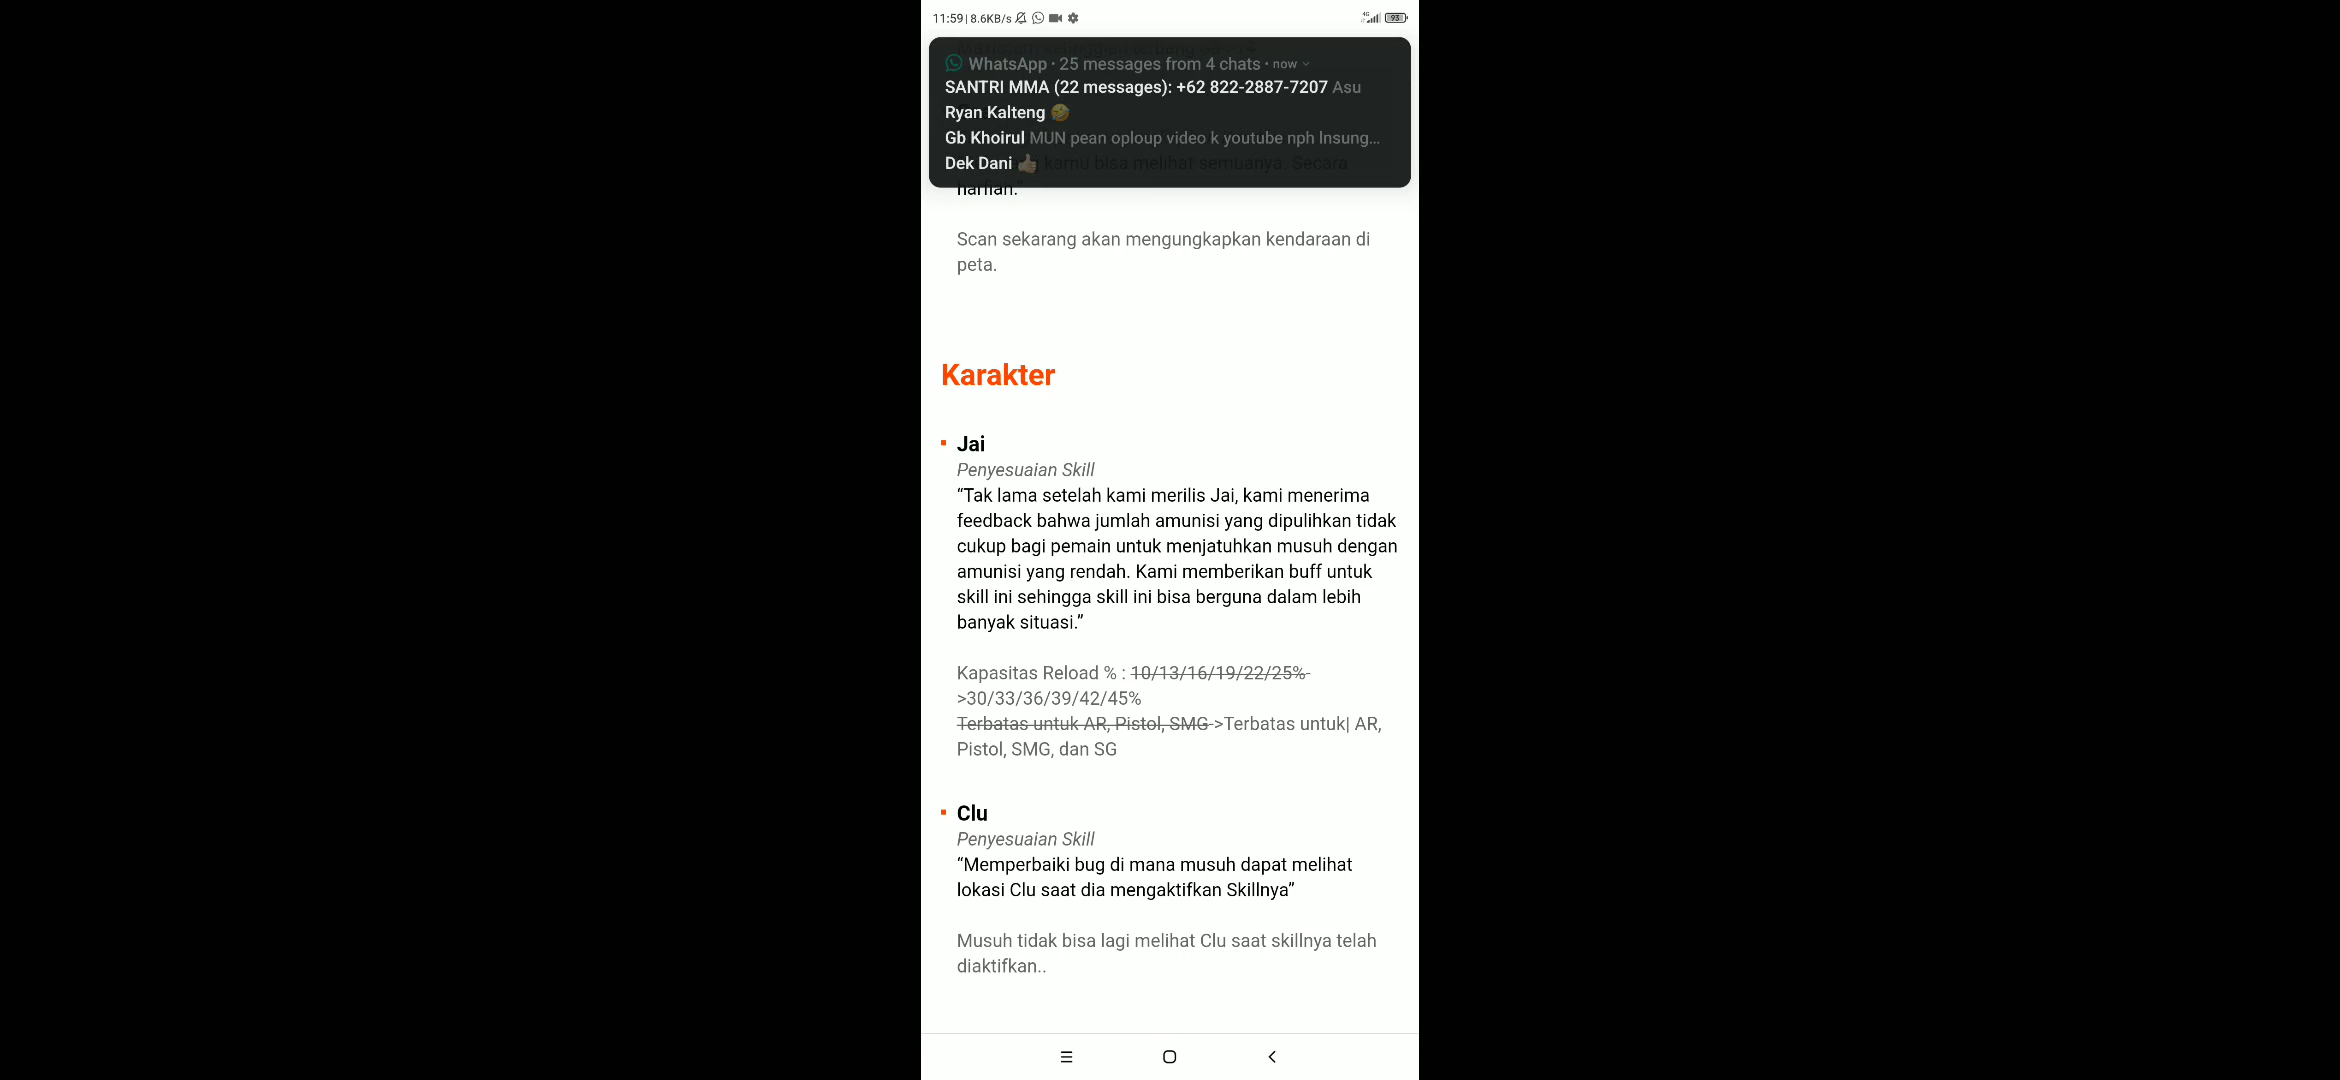 11:59 | 8.6KB/s
4G
93
WhatsApp • 25 messages from 4 chats • now
SANTRI MMA (22 messages): +62 822-2887-7207 Asu
Ryan Kalteng 🤣
Gb Khoirul MUN pean oploup video k youtube nph lnsung...
Dek Dani 👍🏼 kamu bisa melihat semuanya. Secara
harfiah.”
Scan sekarang akan mengungkapkan kendaraan di
peta.
Karakter
Jai
Penyesuaian Skill
“Tak lama setelah kami merilis Jai, kami menerima
feedback bahwa jumlah amunisi yang dipulihkan tidak
cukup bagi pemain untuk menjatuhkan musuh dengan
amunisi yang rendah. Kami memberikan buff untuk
skill ini sehingga skill ini bisa berguna dalam lebih
banyak situasi.”
Kapasitas Reload % : 10/13/16/19/22/25%-
>30/33/36/39/42/45%
Terbatas untuk AR, Pistol, SMG->Terbatas untuk| AR,
Pistol, SMG, dan SG
Clu
Penyesuaian Skill
“Memperbaiki bug di mana musuh dapat melihat
lokasi Clu saat dia mengaktifkan Skillnya”
Musuh tidak bisa lagi melihat Clu saat skillnya telah
diaktifkan..